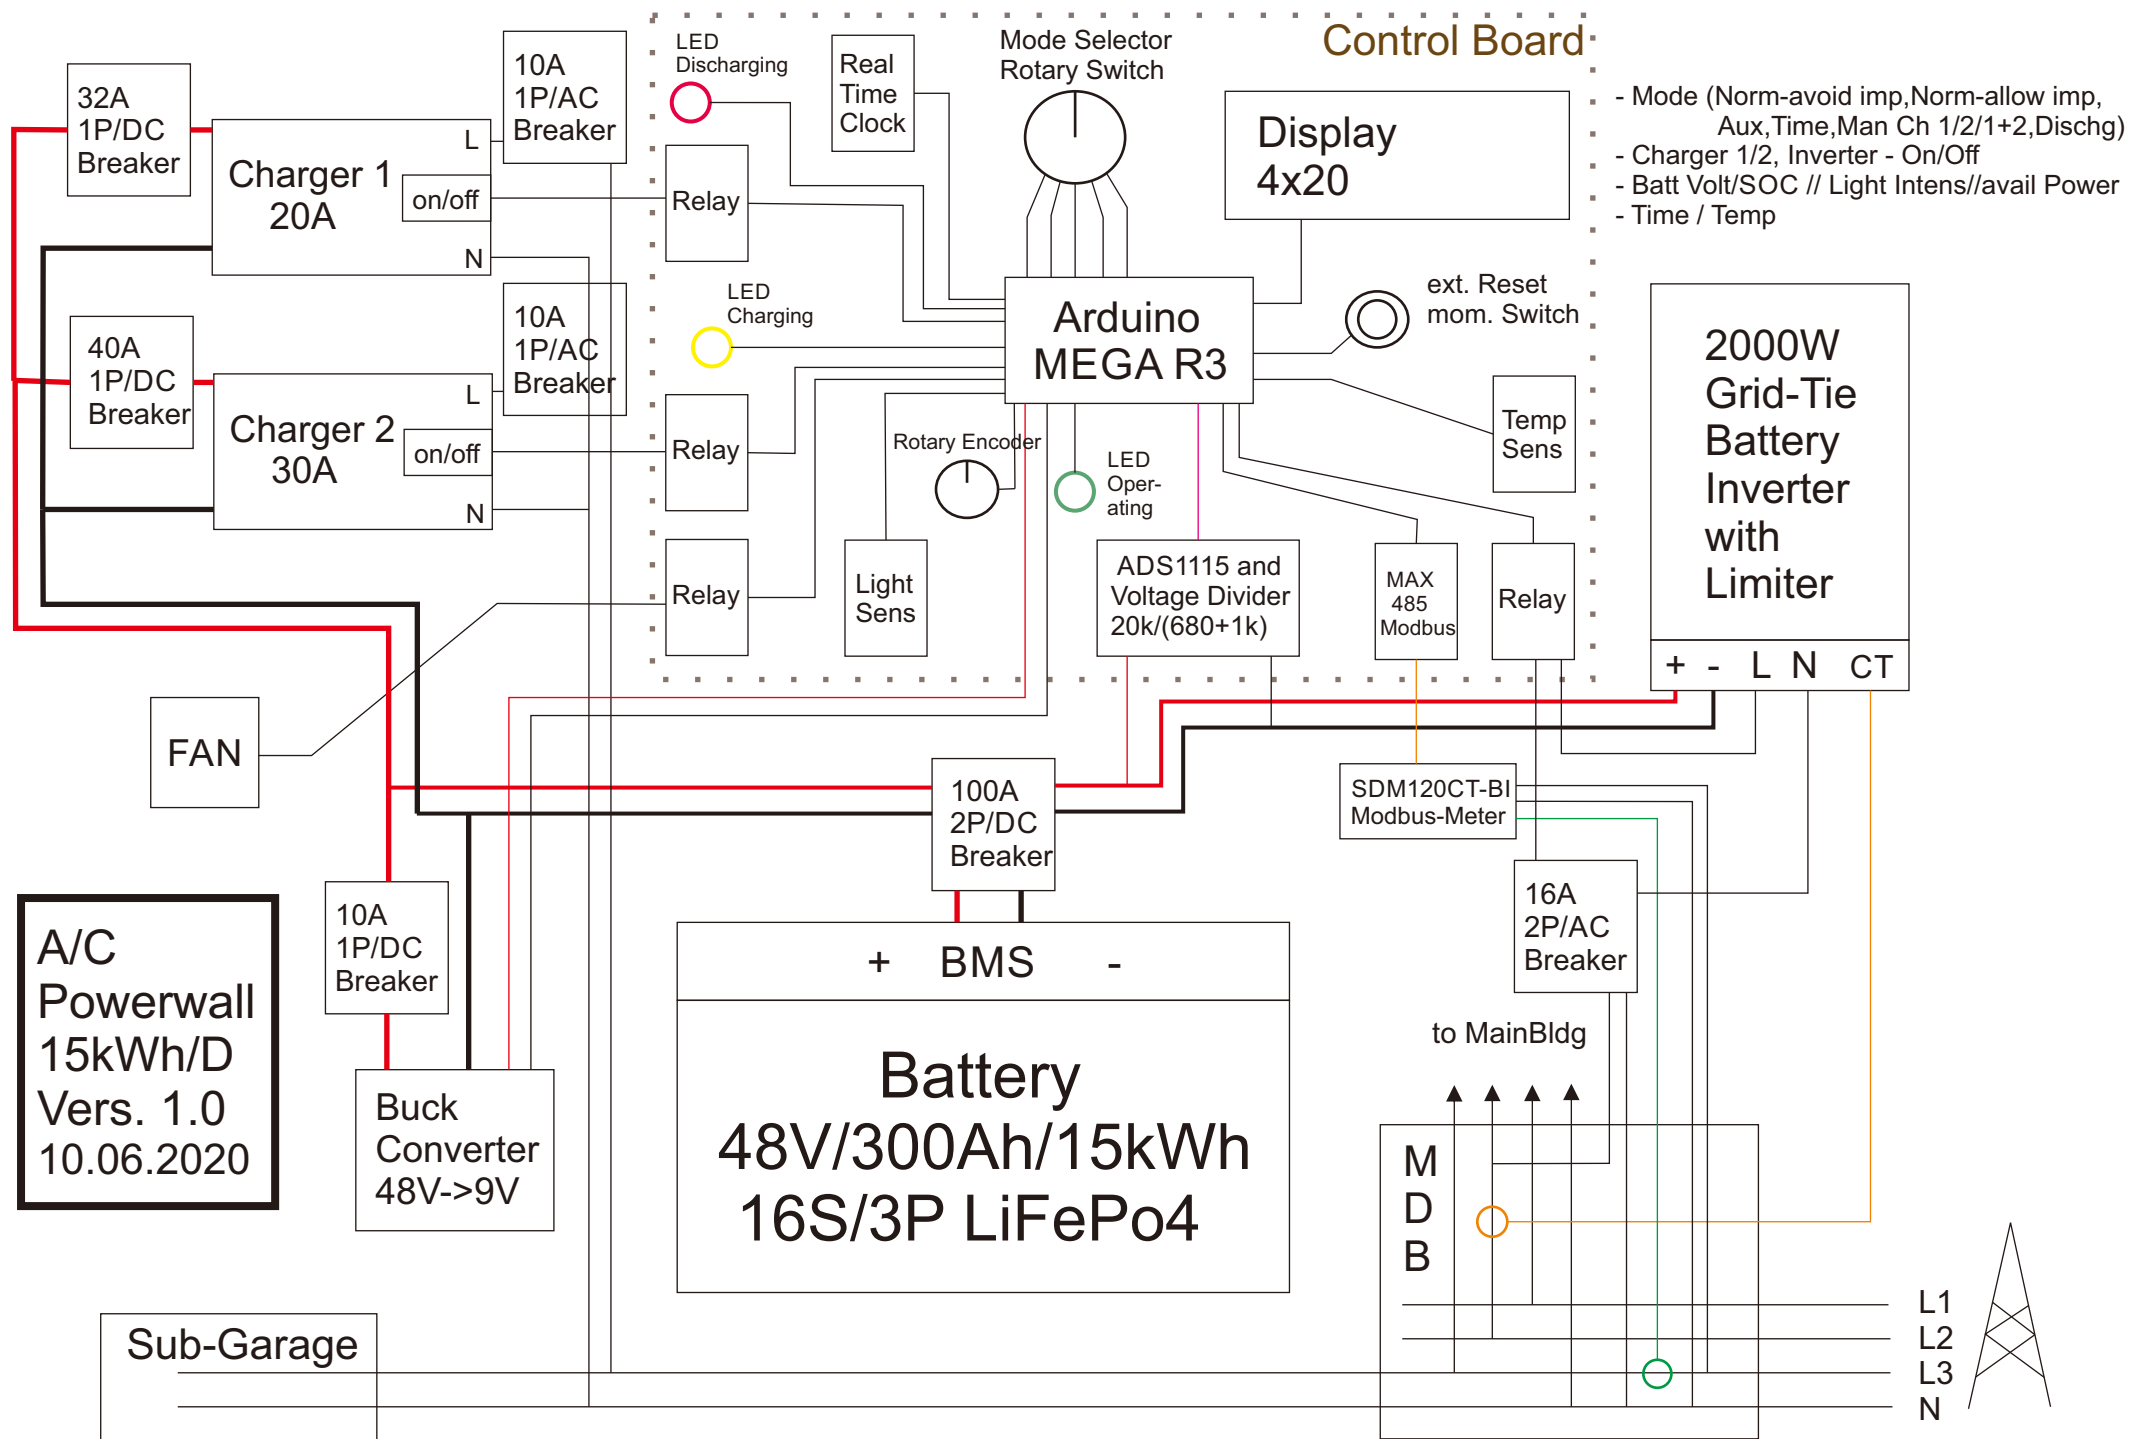 Control Board
LED
Discharging
Real
Time
Clock
Mode Selector
Rotary Switch
Display
4x20
- Mode (Norm-avoid imp,Norm-allow imp,
Aux,Time,Man Ch 1/2/1+2,Dischg)
- Charger 1/2, Inverter - On/Off
- Batt Volt/SOC // Light Intens//avail Power
- Time / Temp
32A
1P/DC
Breaker
10A
1P/AC
Breaker
Charger 1
20A
L
on/off
N
Relay
40A
1P/DC
Breaker
10A
1P/AC
Breaker
Charger 2
30A
L
on/off
N
LED
Charging
Relay
Relay
Arduino
MEGA R3
ext. Reset
mom. Switch
Rotary Encoder
LED
Oper-
ating
Temp
Sens
Light
Sens
ADS1115 and
Voltage Divider
20k/(680+1k)
MAX
485
Modbus
Relay
2000W
Grid-Tie
Battery
Inverter
with
Limiter
+ - L N CT
FAN
100A
2P/DC
Breaker
SDM120CT-BI
Modbus-Meter
16A
2P/AC
Breaker
A/C
Powerwall
15kWh/D
Vers. 1.0
10.06.2020
10A
1P/DC
Breaker
Buck
Converter
48V->9V
+ BMS -
Battery
48V/300Ah/15kWh
16S/3P LiFePo4
to MainBldg
M
D
B
Sub-Garage
L1
L2
L3
N